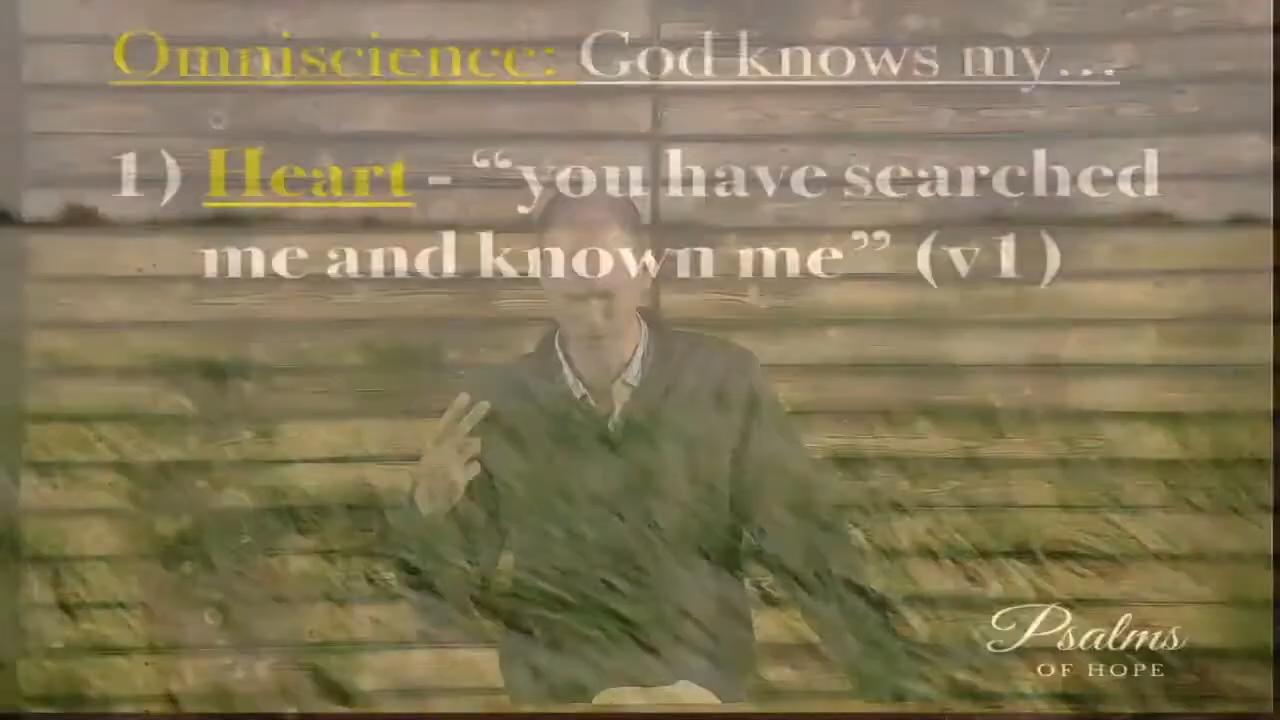 Omniscience: God knows my...
1) Heart - “you have searched
me and known me” (v1)
Psalms
OF HOPE